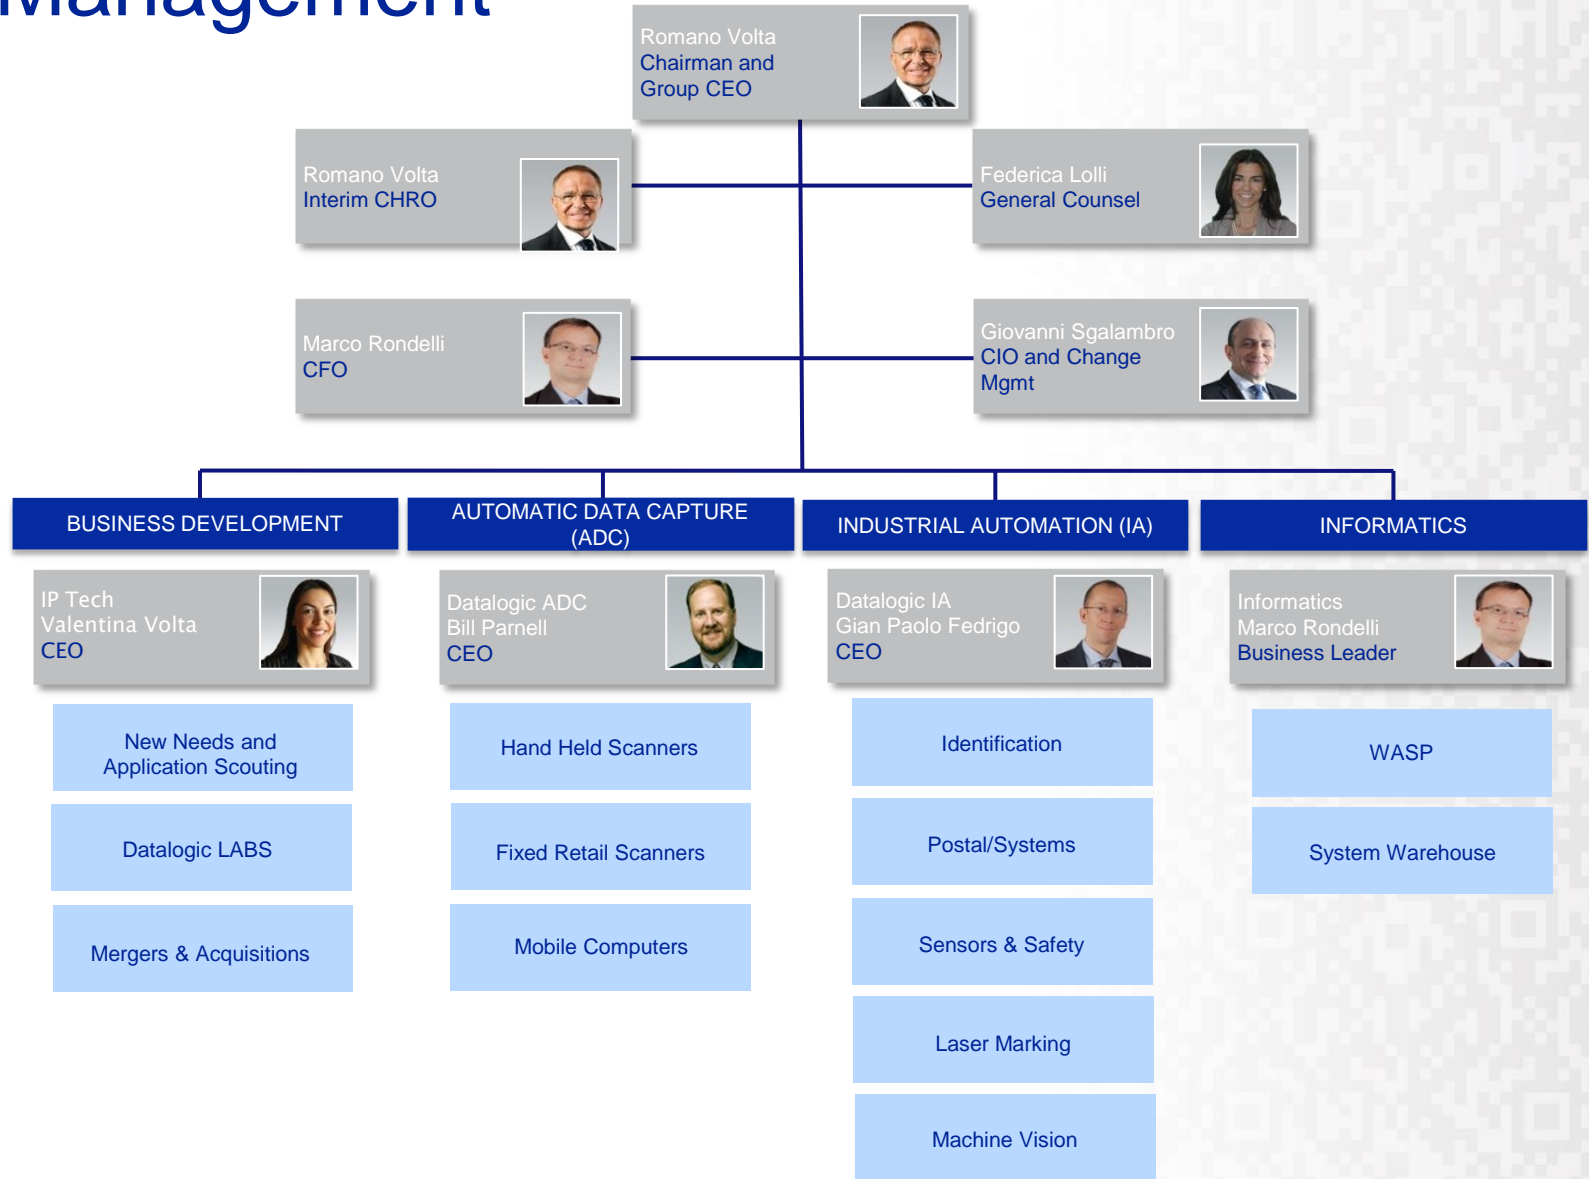 Management
Romano Volta
Chairman and
Group CEO
Romano Volta
Interim CHRO
Federica Lolli
General Counsel
Marco Rondelli
CFO
Giovanni Sgalambro
CIO and Change
Mgmt
BUSINESS DEVELOPMENT
AUTOMATIC DATA CAPTURE
(ADC)
INDUSTRIAL AUTOMATION (IA)
INFORMATICS
IP Tech
Valentina Volta
CEO
Datalogic ADC
Bill Parnell
CEO
Datalogic IA
Gian Paolo Fedrigo
CEO
Informatics
Marco Rondelli
Business Leader
New Needs and
Application Scouting
Datalogic LABS
Mergers & Acquisitions
Hand Held Scanners
Fixed Retail Scanners
Mobile Computers
Identification
Postal/Systems
Sensors & Safety
Laser Marking
Machine Vision
WASP
System Warehouse